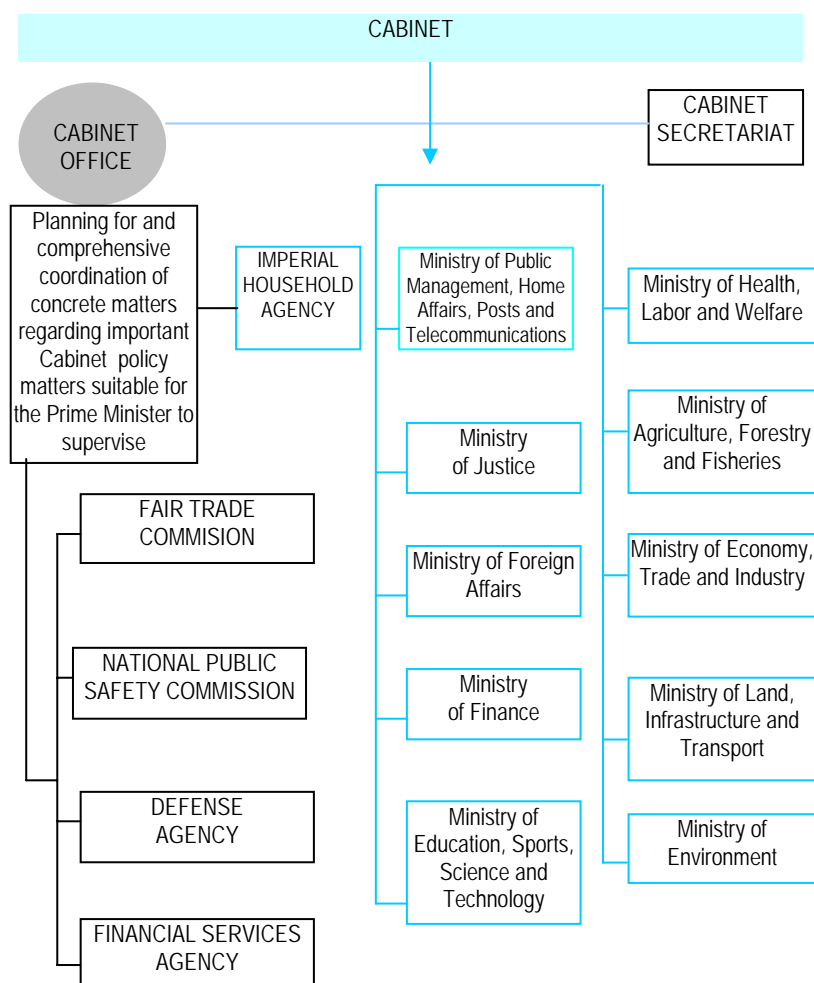 CABINET
CABINET
OFFICE
CABINET
SECRETARIAT
Planning for and
comprehensive
coordination of
concrete matters
regarding important
Cabinet policy
matters suitable for
the Prime Minister to
supervise
IMPERIAL
HOUSEHOLD
AGENCY
FAIR TRADE
COMMISION
NATIONAL PUBLIC
SAFETY COMMISSION
DEFENSE
AGENCY
FINANCIAL SERVICES
AGENCY
Ministry of Public
Management, Home
Affairs, Posts and
Telecommunications
Ministry
of Justice
Ministry of Foreign
Affairs
Ministry
of Finance
Ministry of
Education, Sports,
Science and
Technology
Ministry of Health,
Labor and Welfare
Ministry of
Agriculture, Forestry
and Fisheries
Ministry of Economy,
Trade and Industry
Ministry of Land,
Infrastructure and
Transport
Ministry of
Environment